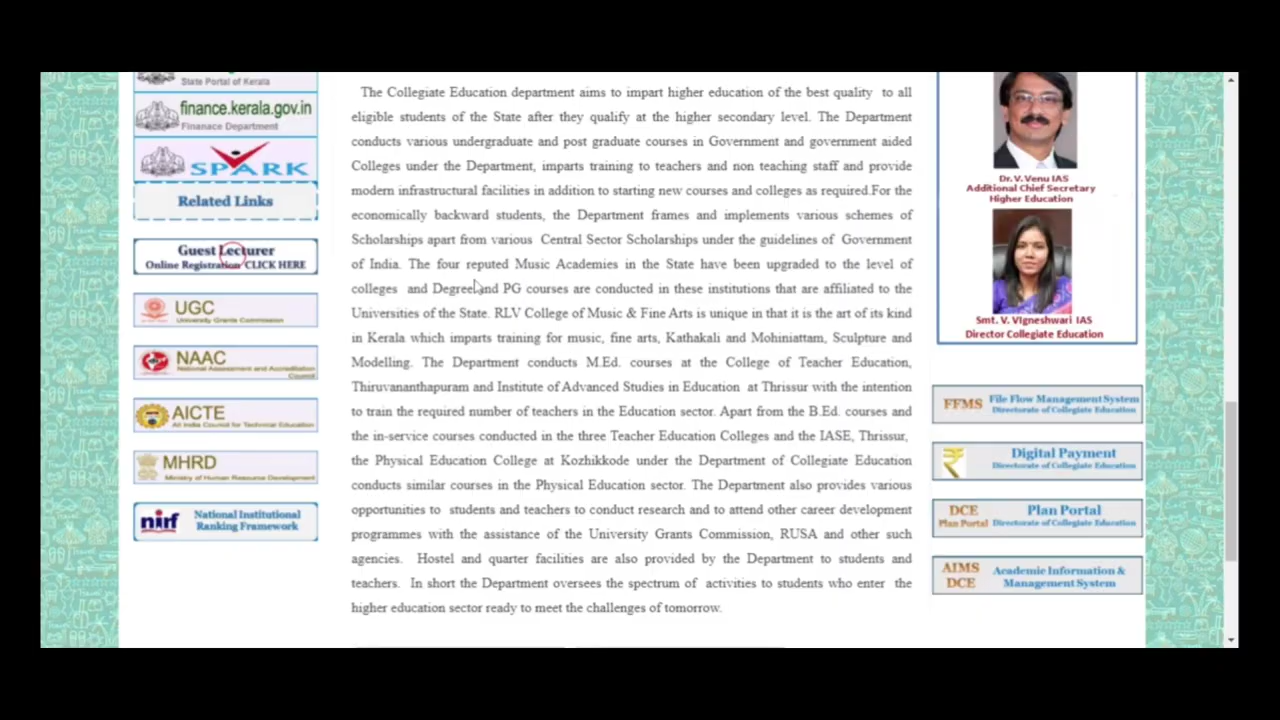 State Portal of Kerala
finance.kerala.gov.in
Finanace Department
SPARK
Related Links
Guest Lecturer
Online Registration CLICK HERE
UGC
University Grants Commission
NAAC
National Assessment and Accreditation
Council
AICTE
All India Council for Technical Education
MHRD
Ministry of Human Resource Development
nirf
National Institutional
Ranking Framework
The Collegiate Education department aims to impart higher education of the best quality to all
eligible students of the State after they qualify at the higher secondary level. The Department
conducts various undergraduate and post graduate courses in Government and government aided
Colleges under the Department, imparts training to teachers and non teaching staff and provide
modern infrastructural facilities in addition to starting new courses and colleges as required.For the
economically backward students, the Department frames and implements various schemes of
Scholarships apart from various Central Sector Scholarships under the guidelines of Government
of India. The four reputed Music Academies in the State have been upgraded to the level of
colleges and Degree and PG courses are conducted in these institutions that are affiliated to the
Universities of the State. RLV College of Music & Fine Arts is unique in that it is the art of its kind
in Kerala which imparts training for music, fine arts, Kathakali and Mohiniattam, Sculpture and
Modelling. The Department conducts M.Ed. courses at the College of Teacher Education,
Thiruvananthapuram and Institute of Advanced Studies in Education at Thrissur with the intention
to train the required number of teachers in the Education sector. Apart from the B.Ed. courses and
the in-service courses conducted in the three Teacher Education Colleges and the IASE, Thrissur,
the Physical Education College at Kozhikkode under the Department of Collegiate Education
conducts similar courses in the Physical Education sector. The Department also provides various
opportunities to students and teachers to conduct research and to attend other career development
programmes with the assistance of the University Grants Commission, RUSA and other such
agencies. Hostel and quarter facilities are also provided by the Department to students and
teachers. In short the Department oversees the spectrum of activities to students who enter the
higher education sector ready to meet the challenges of tomorrow.
Dr. V. Venu IAS
Additional Chief Secretary
Higher Education
Smt. V. VIgneshwari IAS
Director Collegiate Education
FFMS
File Flow Management System
Directorate of Collegiate Education
Digital Payment
Directorate of Collegiate Education
DCE
Plan Portal
Plan Portal
Directorate of Collegiate Education
AIMS
DCE
Academic Information &
Management System